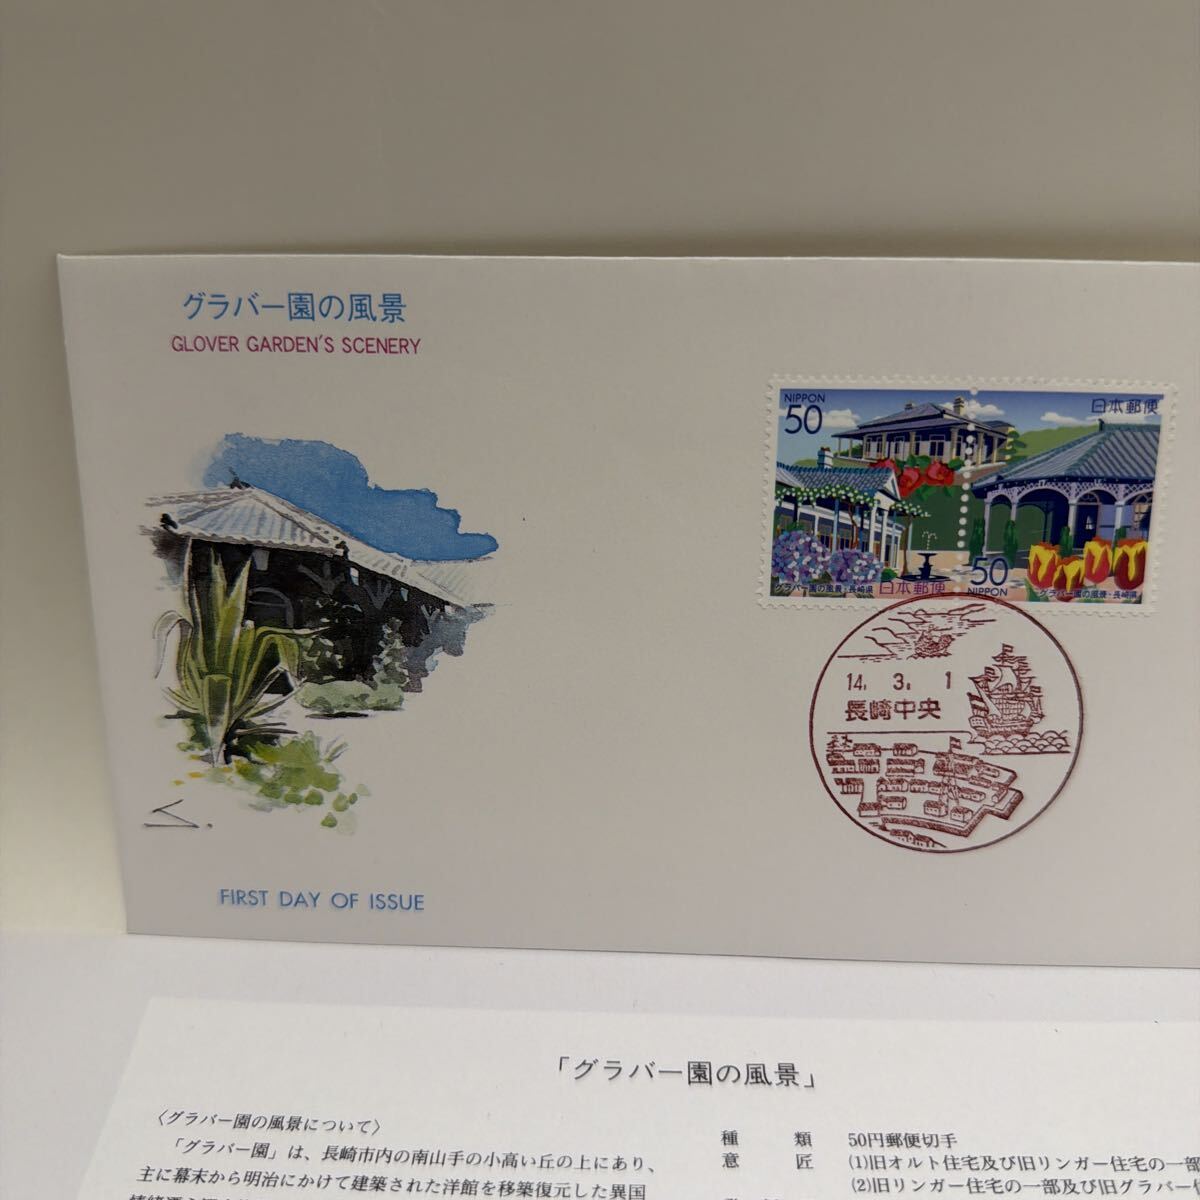 グラバー園の風景
GLOVER GARDEN'S SCENERY
NIPPON
50
日本郵便
グラバー園の風景・長崎県
日本郵便
50
NIPPON
グラバー園の風景・長崎県
14. 3. 1
長崎中央
FIRST DAY OF ISSUE
「グラバー園の風景」
〈グラバー園の風景について〉
「グラバー園」は、長崎市内の南山手の小高い丘の上にあり、
主に幕末から明治にかけて建築された洋館を移築復元した異国
種 類 50円郵便切手
意 匠 (1)旧オルト住宅及び旧リンガー住宅の一部
(2)旧リンガー住宅の一部及び旧グラバー